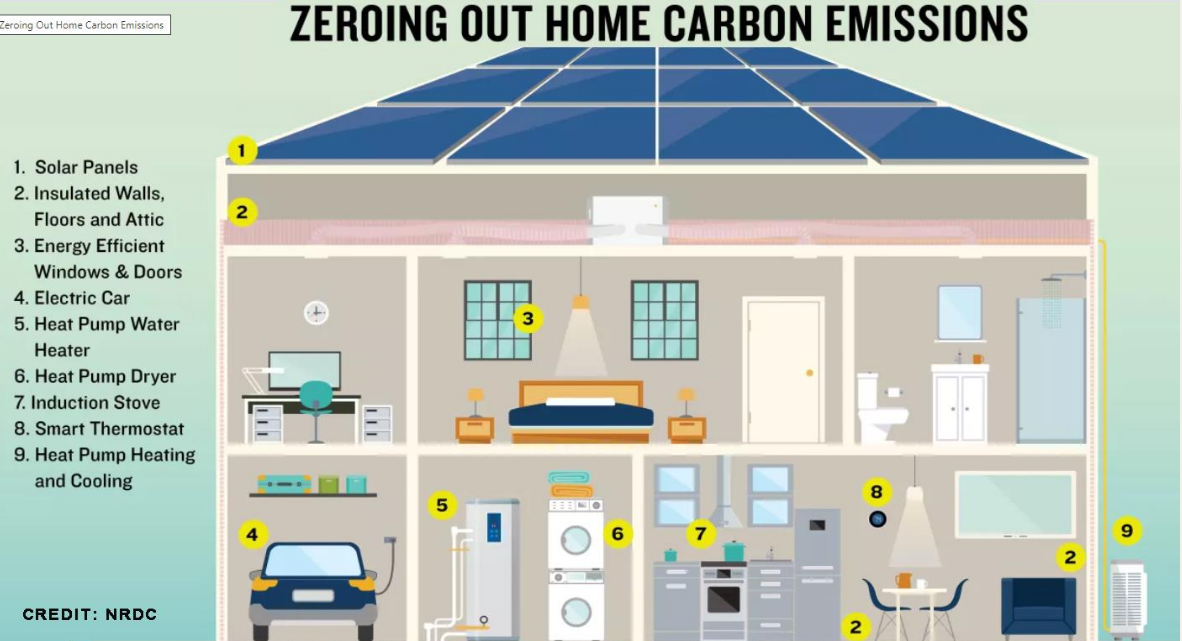 ZEROING OUT HOME CARBON EMISSIONS
Zeroing Out Home Carbon Emissions
1. Solar Panels
2. Insulated Walls,
Floors and Attic
3. Energy Efficient
Windows & Doors
4. Electric Car
5. Heat Pump Water
Heater
6. Heat Pump Dryer
7. Induction Stove
8. Smart Thermostat
9. Heat Pump Heating
and Cooling
CREDIT: NRDC
1
2
3
4
5
6
7
8
2
2
9